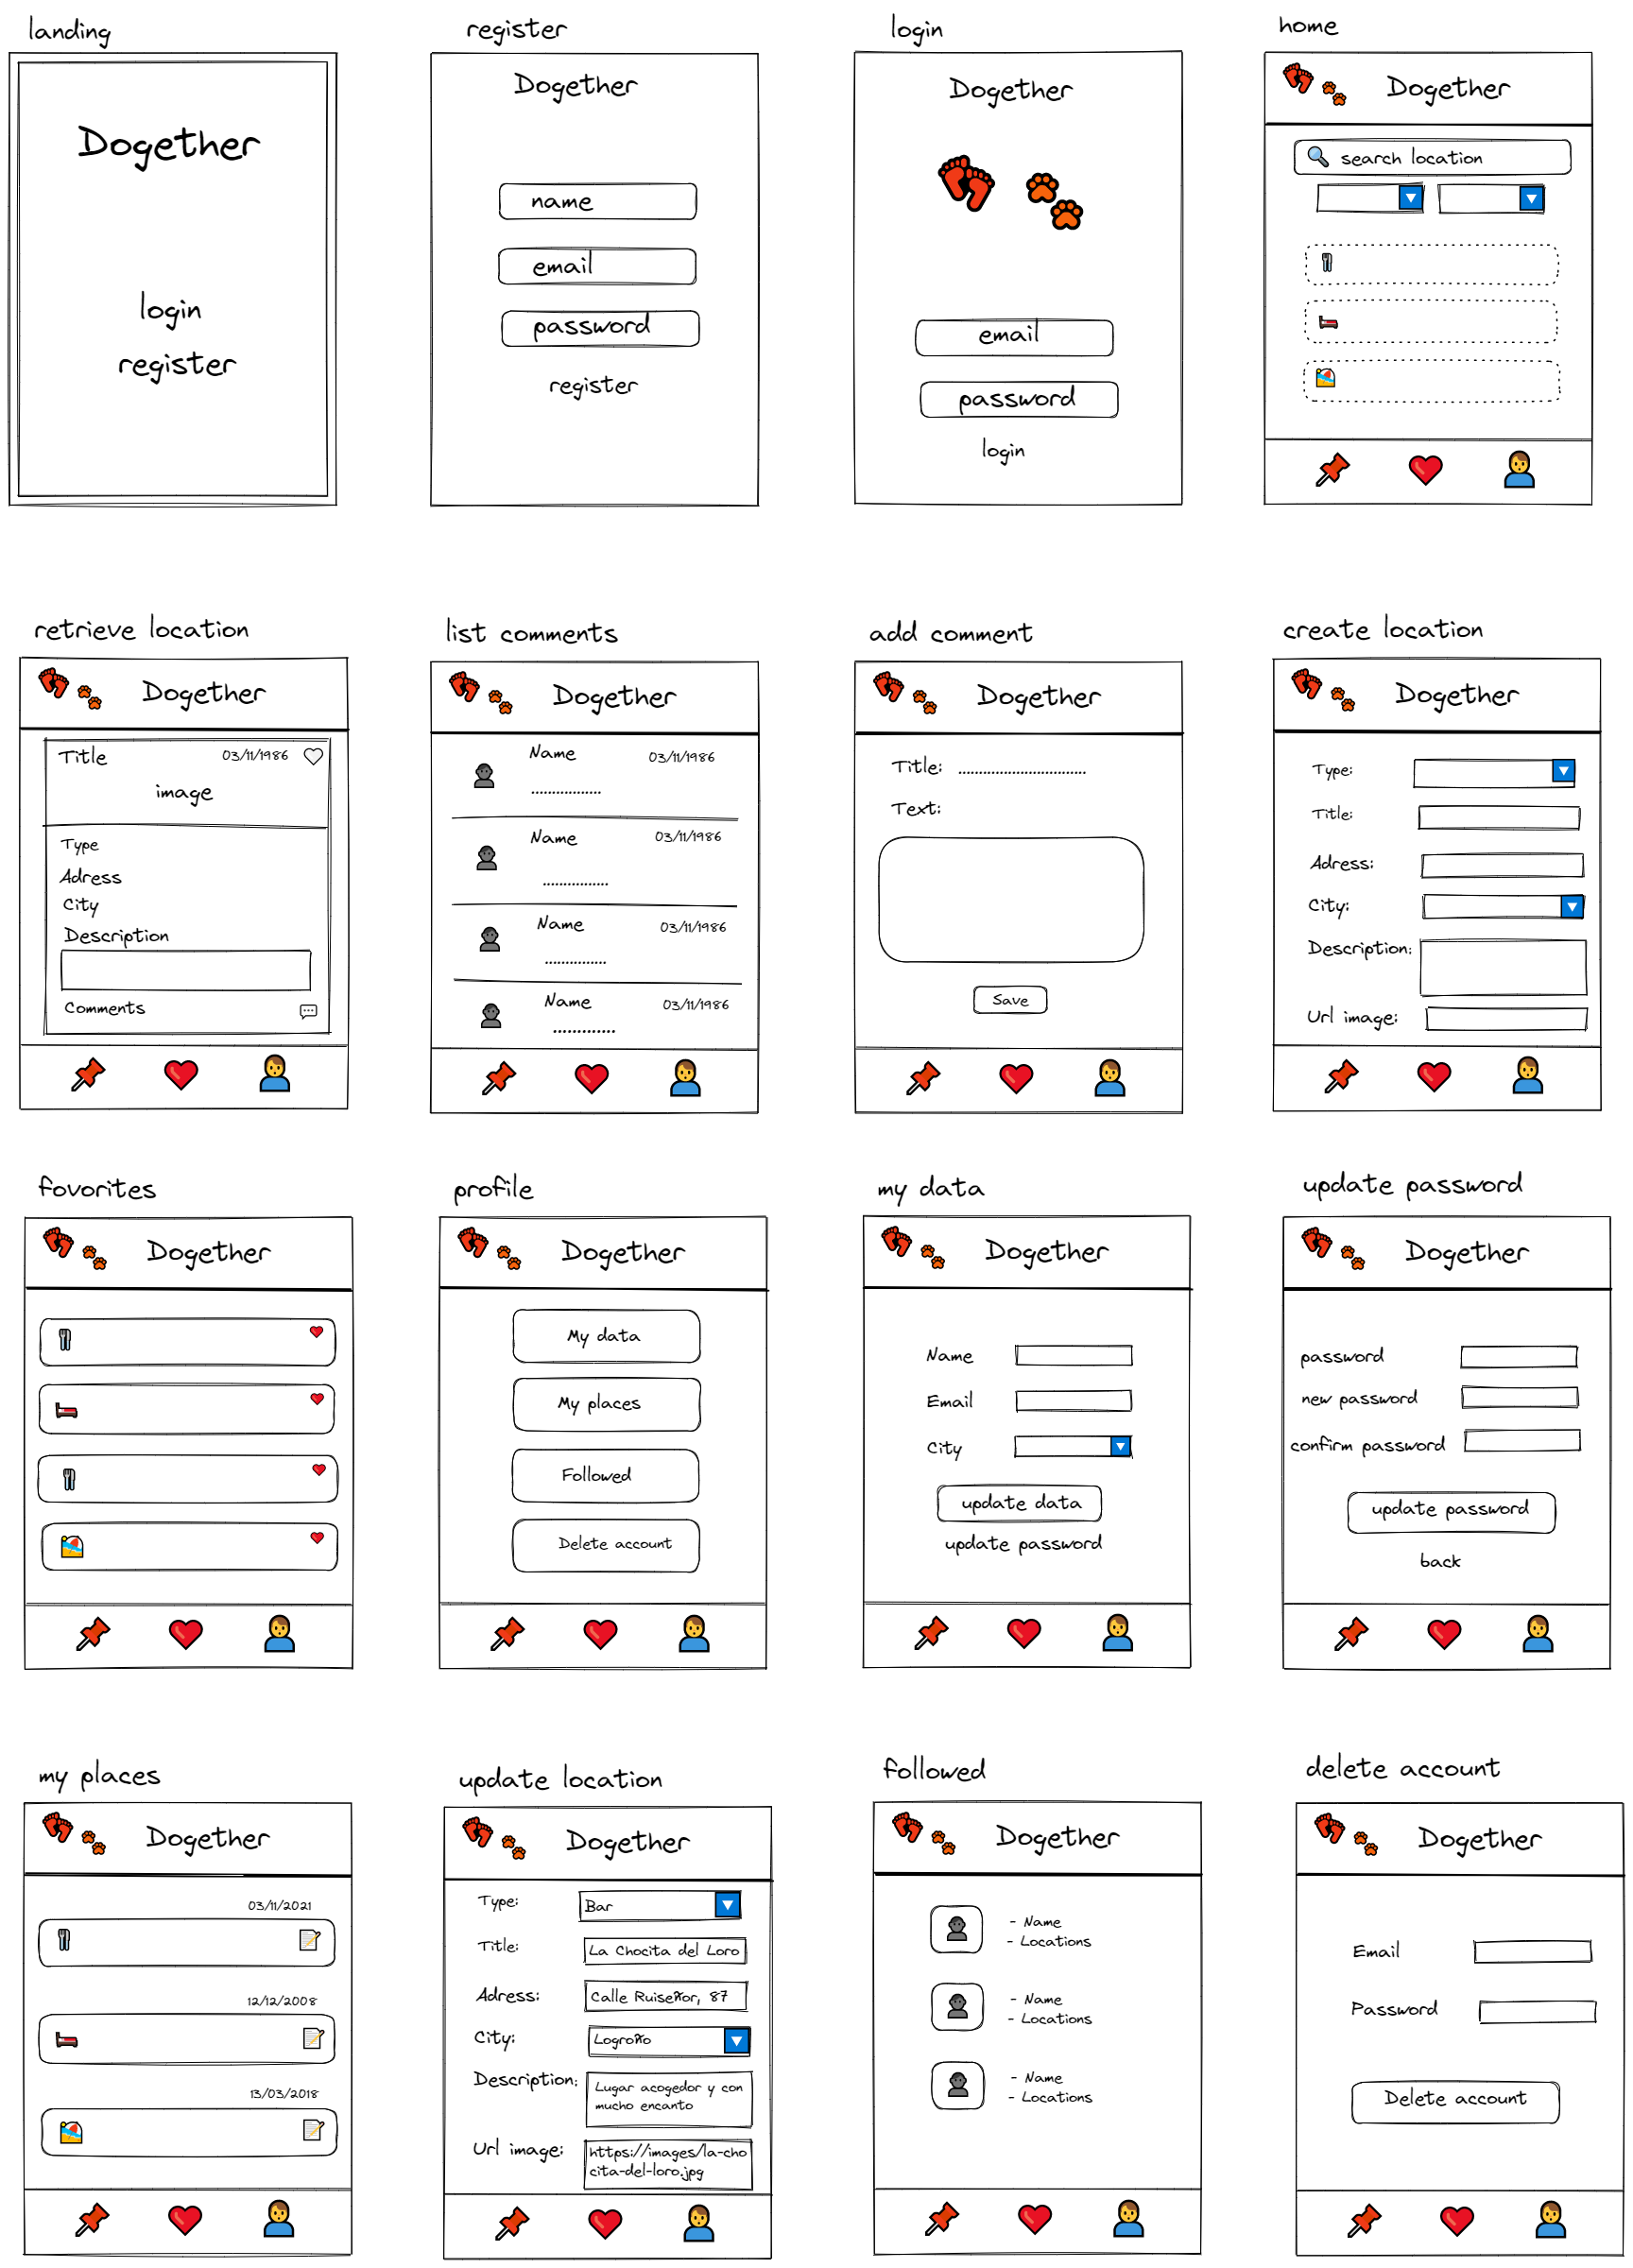 landing
Dogether
login
register
register
Dogether
name
email
password
register
login
Dogether
email
password
login
home
Dogether
search location
retrieve location
Dogether
Title 03/11/1986
image
Type
Adress
City
Description
Comments
list comments
Dogether
Name 03/11/1986
................
Name 03/11/1986
...............
Name 03/11/1986
..............
Name 03/11/1986
.............
add comment
Dogether
Title: ..............................
Text:
Save
create location
Dogether
Type:
Title:
Adress:
City:
Description:
Url image:
fovorites
Dogether
profile
Dogether
My data
My places
Followed
Delete account
my data
Dogether
Name
Email
City
update data
update password
update password
Dogether
password
new password
confirm password
update password
back
my places
Dogether
03/11/2021
12/12/2008
13/03/2018
update location
Dogether
Type: Bar
Title: La Chocita del Loro
Adress: Calle Ruiseñor, 87
City: Logroño
Description: Lugar acogedor y con
mucho encanto
Url image: https://images/la-cho
cita-del-loro.jpg
followed
Dogether
- Name
- Locations
- Name
- Locations
- Name
- Locations
delete account
Dogether
Email
Password
Delete account